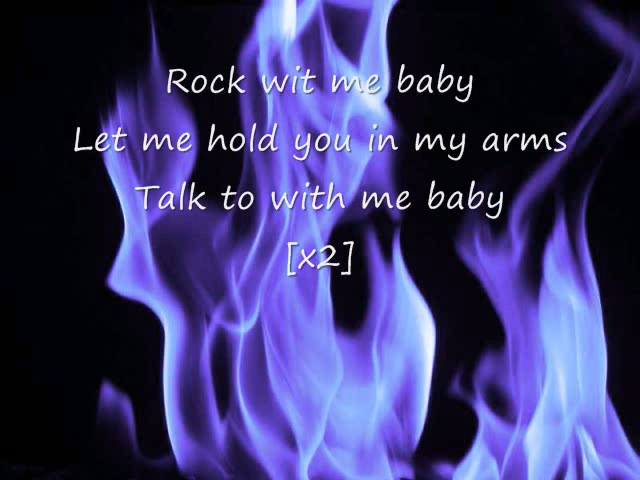 Rock wit me baby
Let me hold you in my arms
Talk to with me baby
[x2]